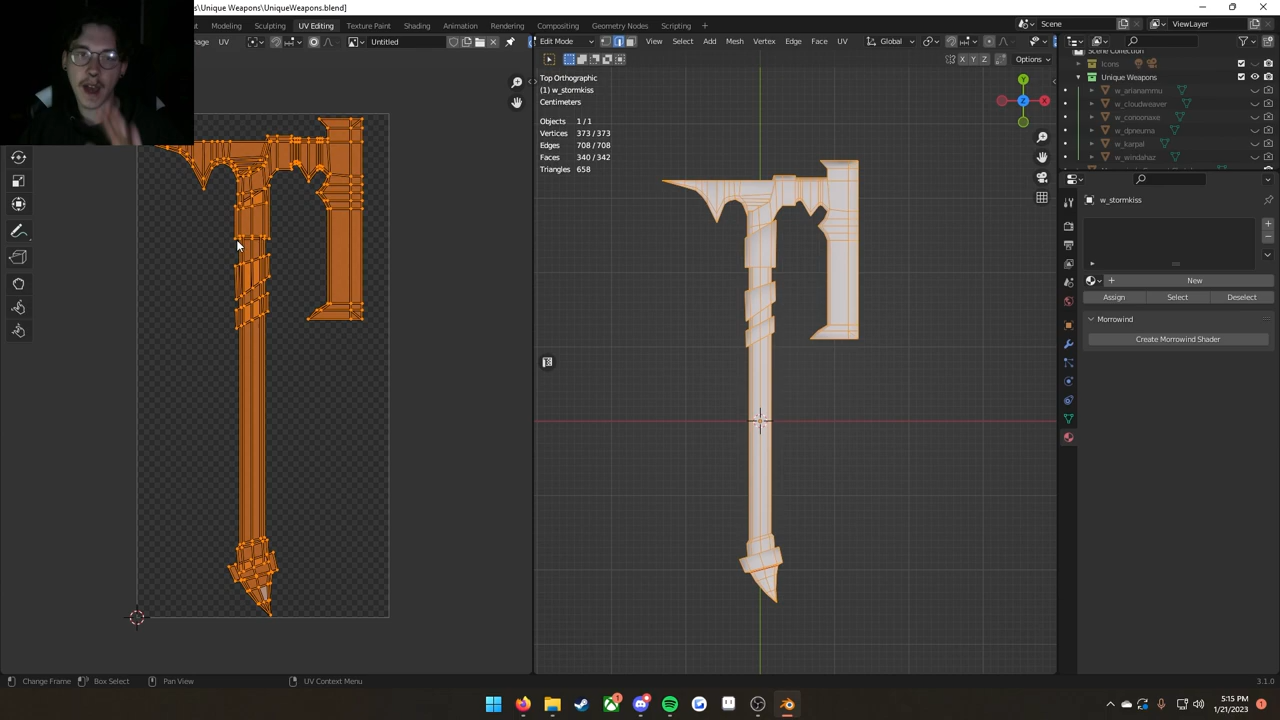 s\Unique Weapons\UniqueWeapons.blend]
Modeling Sculpting UV Editing Texture Paint Shading Animation Rendering Compositing Geometry Nodes Scripting +
Scene
ViewLayer
age UV
Untitled
Edit Mode
View Select Add Mesh Vertex Edge Face UV
Global
X Y Z
Options
Top Orthographic
(1) w_stormkiss
Centimeters
Objects 1 / 1
Vertices 373 / 373
Edges 708 / 708
Faces 340 / 342
Triangles 658
Y
Z
X
Scene Collection
Icons
Unique Weapons
w_arianammu
w_cloudweaver
w_conoonaxe
w_dpneuma
w_karpal
w_windahaz
w_stormkiss
New
Assign Select Deselect
Morrowind
Create Morrowind Shader
Change Frame
Box Select
Pan View
UV Context Menu
3.1.0
5:15 PM
1/21/2023